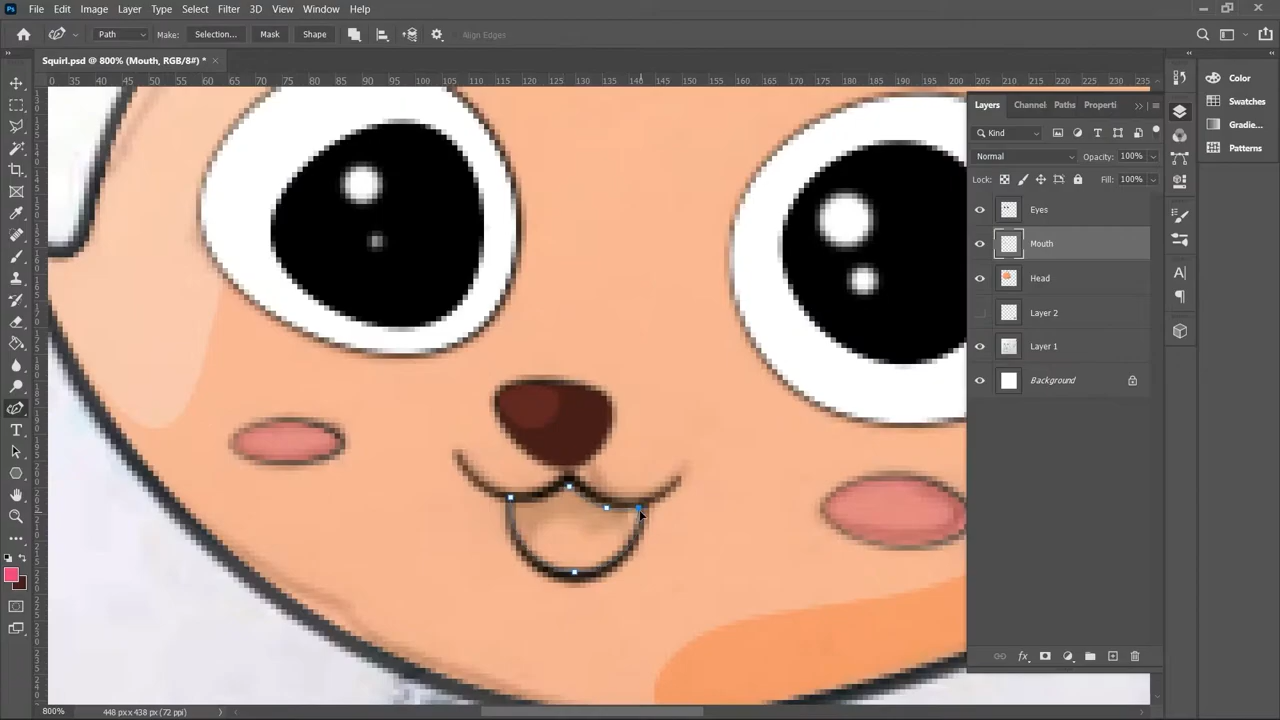 Ps File Edit Image Layer Type Select Filter 3D View Window Help
Path Make: Selection... Mask Shape Align Edges
Squirl.psd @ 800% (Mouth, RGB/8#) *
0 35 40 45 50 55 60 65 70 75 80 85 90 95 100 105 110 115 120 125 130 135 140 145 150 155 160 165 170 175 180 185 190 195 200 205 210 215 220 225 230 235
Layers Channel Paths Properti
Kind
Normal Opacity: 100%
Lock: Fill: 100%
Eyes
Mouth
Head
Layer 2
Layer 1
Background
Color
Swatches
Gradie...
Patterns
800% 448 px x 438 px (72 ppi)